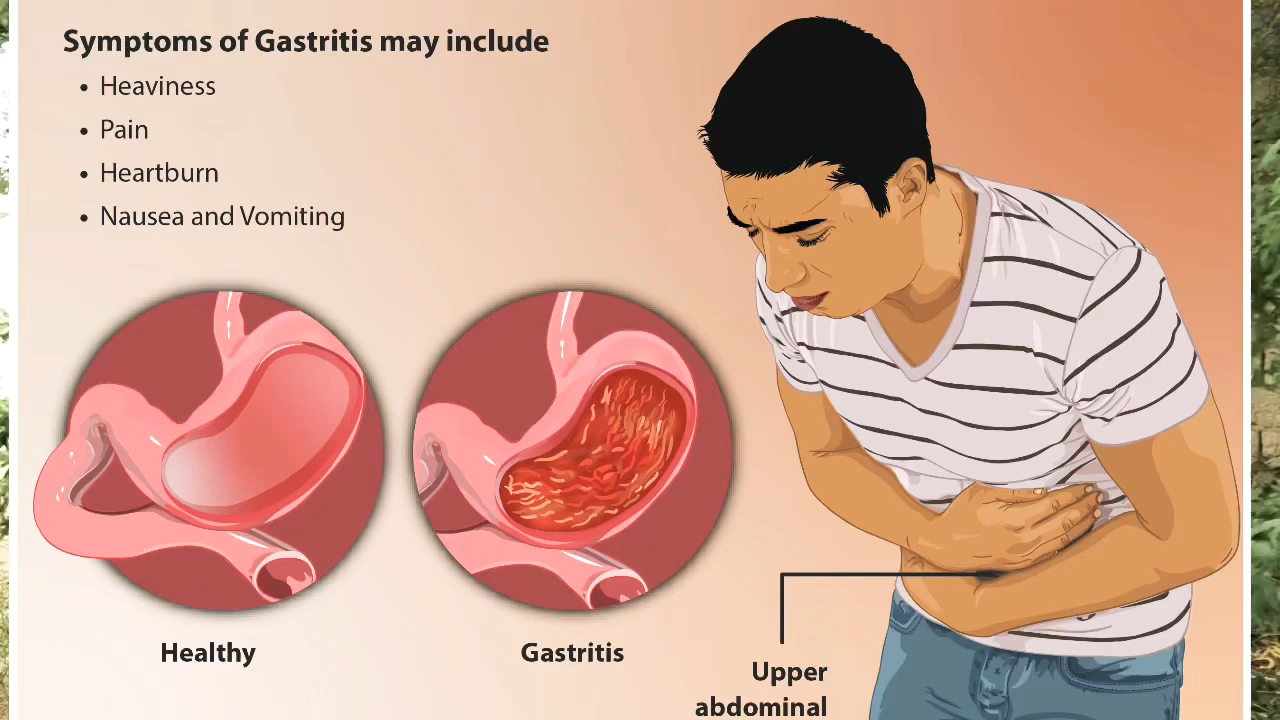 Symptoms of Gastritis may include
• Heaviness
• Pain
• Heartburn
• Nausea and Vomiting
Healthy
Gastritis
Upper
abdominal